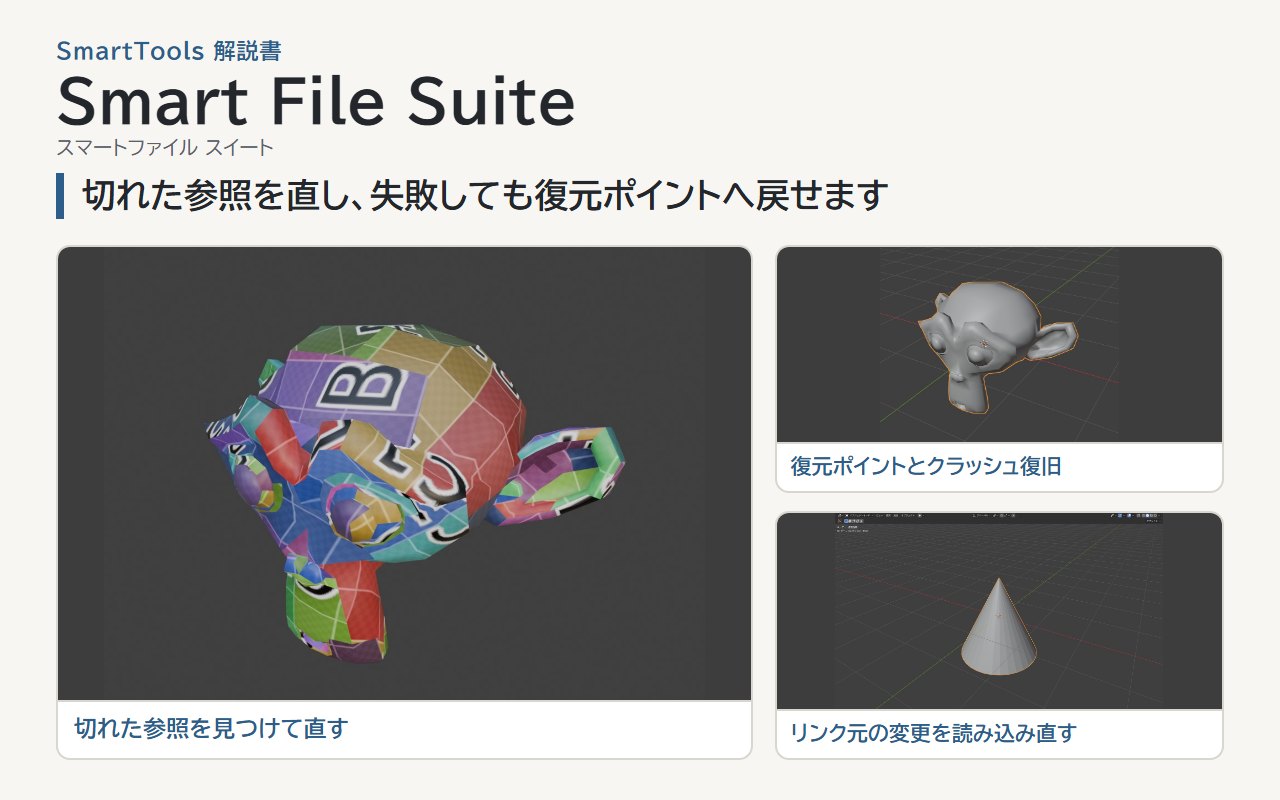 SmartTools 解説書
Smart File Suite
スマートファイル スイート
切れた参照を直し、失敗しても復元ポイントへ戻せます
B
切れた参照を見つけて直す
復元ポイントとクラッシュ復旧
リンク元の変更を読み込み直す